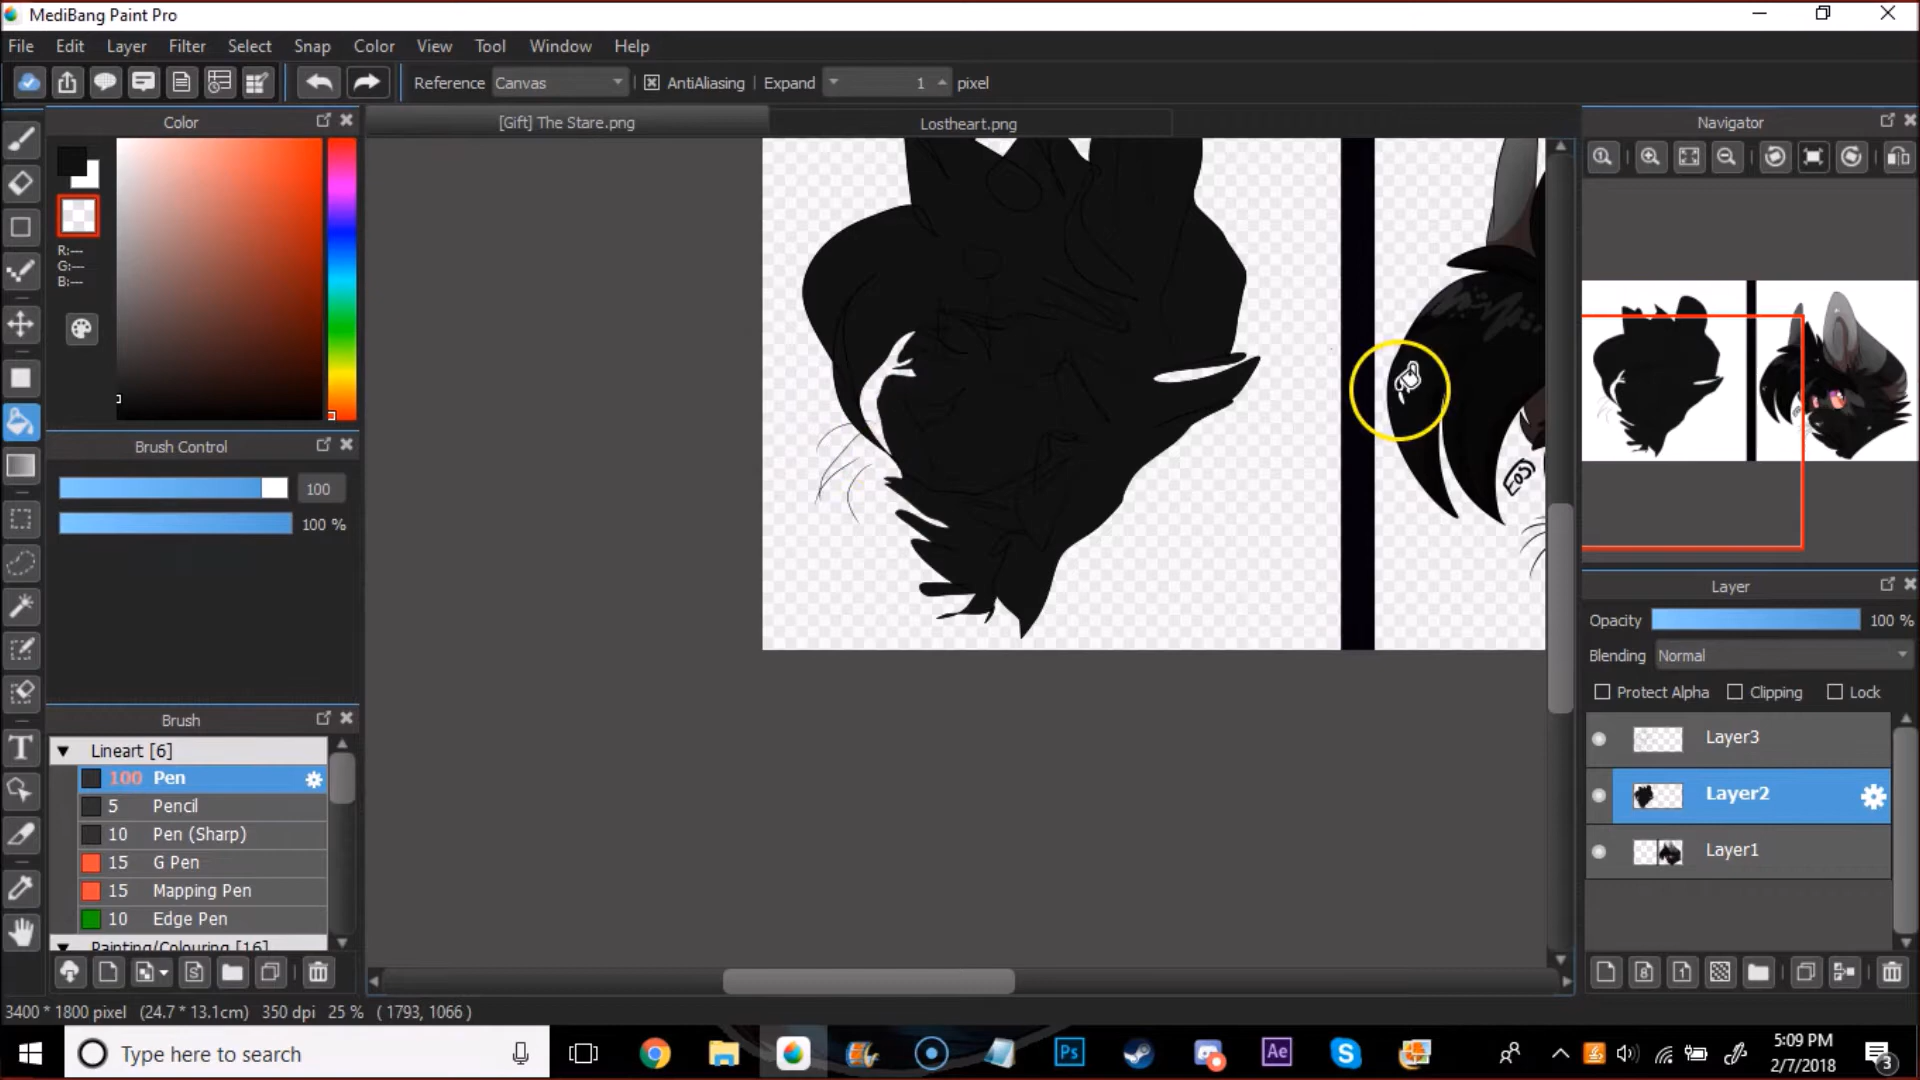 MediBang Paint Pro
File Edit Layer Filter Select Snap Color View Tool Window Help
Reference Canvas AntiAliasing Expand 1 pixel
Color
[Gift] The Stare.png
Lostheart.png
Navigator
R:---
G:---
B:---
Brush Control
100
100 %
EOS
Layer
Opacity 100 %
Blending Normal
Protect Alpha Clipping Lock
Brush
Lineart [6]
100 Pen
5 Pencil
10 Pen (Sharp)
15 G Pen
15 Mapping Pen
10 Edge Pen
Painting/Colouring [16]
Layer3
Layer2
Layer1
3400 * 1800 pixel (24.7 * 13.1cm) 350 dpi 25 % ( 1793, 1066 )
Type here to search
Ps
Ae
5:09 PM
2/7/2018
3